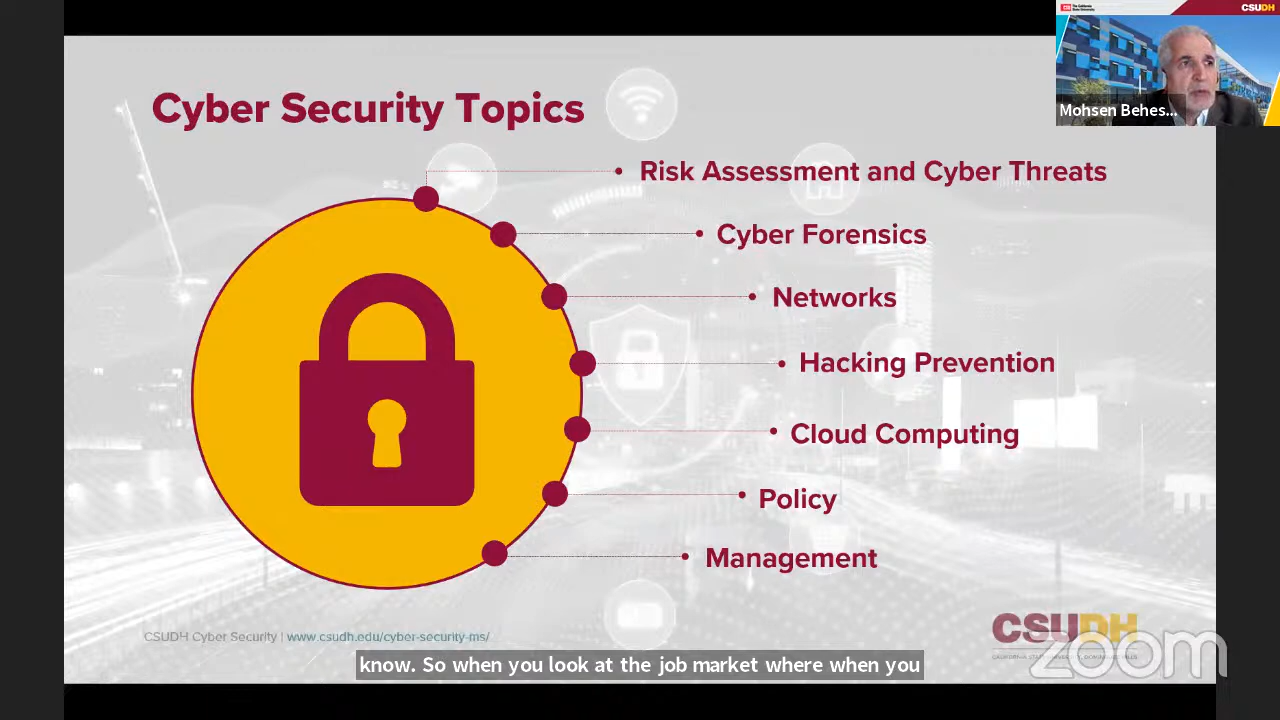 CSUDH
Mohsen Behes...
Cyber Security Topics
Risk Assessment and Cyber Threats
Cyber Forensics
Networks
Hacking Prevention
Cloud Computing
Policy
Management
CSUDH Cyber Security | www.csudh.edu/cyber-security-ms/
CSUDH
zoom
know. So when you look at the job market where when you